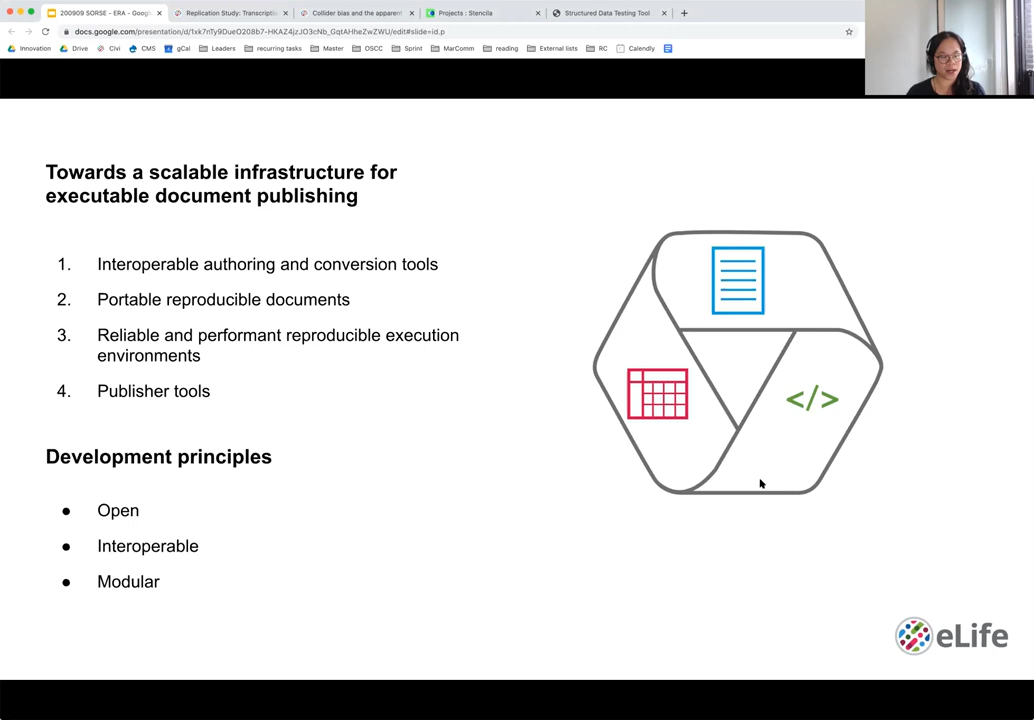 200909 SORSE - ERA - Googl
Replication Study: Transcripti
Collider bias and the apparent
Projects : Stencila
Structured Data Testing Tool
Innovation
Drive
Civi
CMS
gCal
Leaders
recurring tasks
Master
OSCC
Sprint
MarComm
reading
External lists
RC
Calendly
Towards a scalable infrastructure for
executable document publishing
1. Interoperable authoring and conversion tools
2. Portable reproducible documents
3. Reliable and performant reproducible execution
environments
4. Publisher tools
</>
Development principles
● Open
● Interoperable
● Modular
eLife